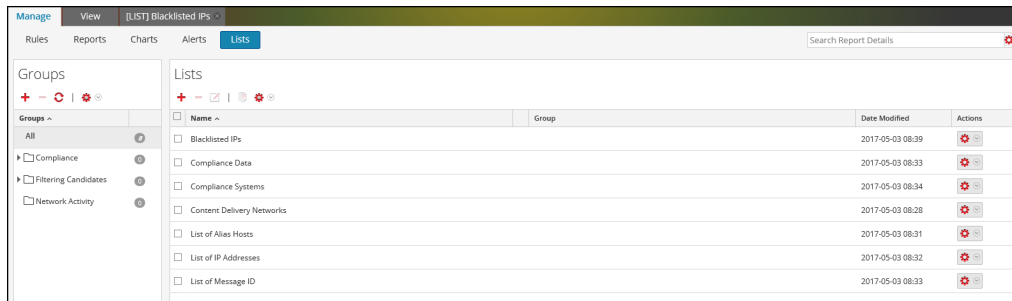 Manage View [LIST] Blacklisted IPs
Rules Reports Charts Alerts Lists Search Report Details
Groups
Lists
Groups
Name Group Date Modified Actions
All
Blacklisted IPs 2017-05-03 08:39
Compliance 0
Compliance Data 2017-05-03 08:33
Filtering Candidates 0
Compliance Systems 2017-05-03 08:34
Network Activity 0
Content Delivery Networks 2017-05-03 08:28
List of Alias Hosts 2017-05-03 08:31
List of IP Addresses 2017-05-03 08:32
List of Message ID 2017-05-03 08:33